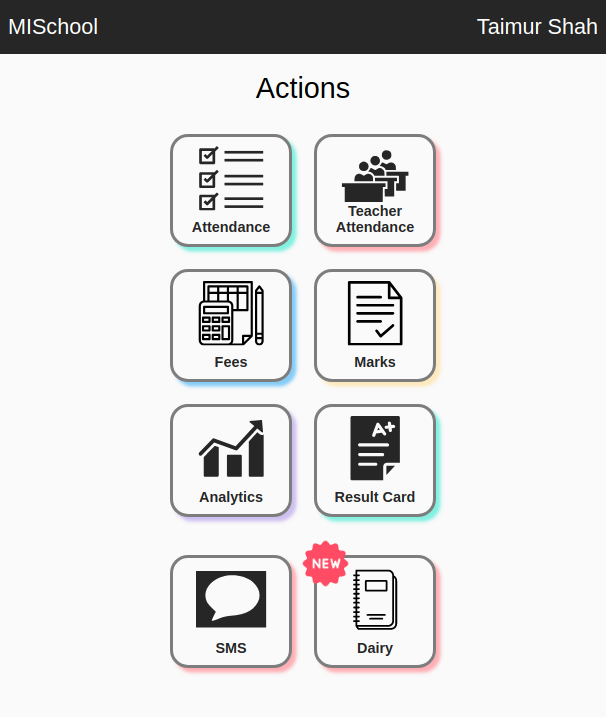 MISchool
Taimur Shah
Actions
Attendance
Teacher
Attendance
Fees
Marks
Analytics
A+
Result Card
NEW
SMS
Dairy